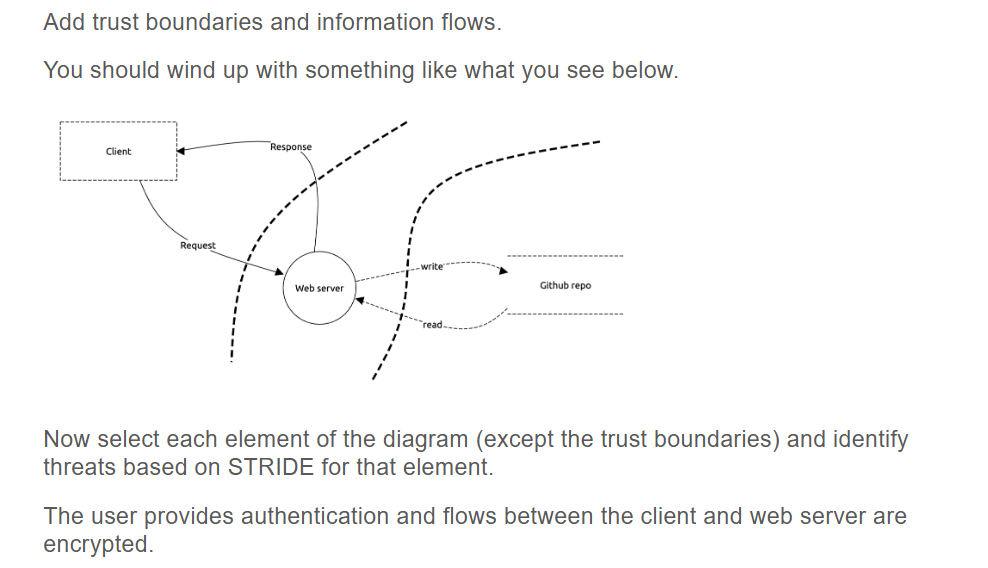 Add trust boundaries and information flows.
You should wind up with something like what you see below.
Client
Response
Request
Web server
write
Github repo
read
Now select each element of the diagram (except the trust boundaries) and identify
threats based on STRIDE for that element.
The user provides authentication and flows between the client and web server are
encrypted.